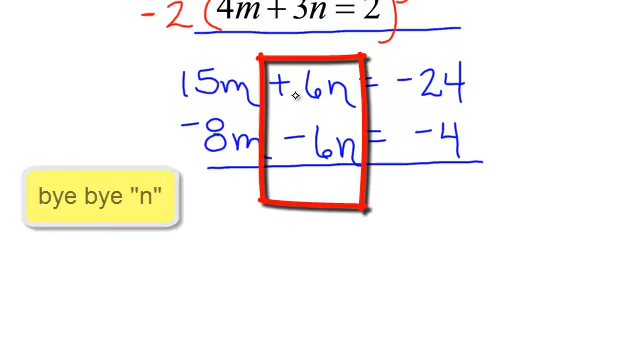 -2 (4m + 3n = 2)
15m + 6n = -24
-8m - 6n = -4
bye bye "n"